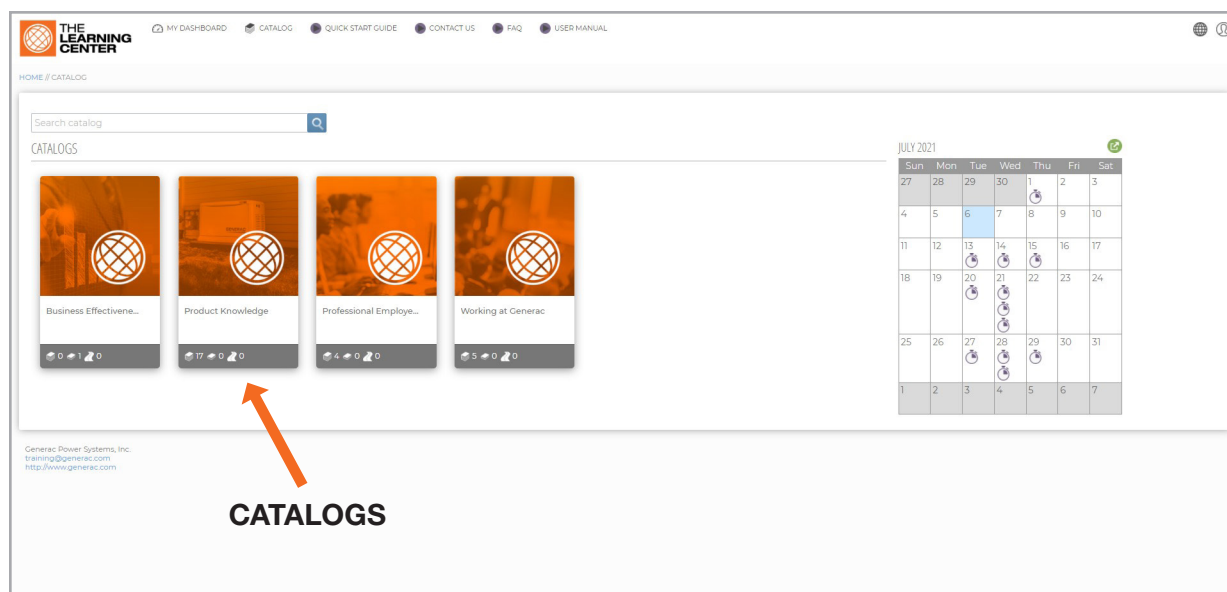 THE
LEARNING
CENTER
MY DASHBOARD CATALOG QUICK START GUIDE CONTACT US FAQ USER MANUAL
HOME // CATALOG
Search catalog
CATALOGS
Business Effectivene...
0 1 0
Product Knowledge
17 0 0
Professional Employe...
4 0 0
Working at Generac
5 0 0
JULY 2021
Sun Mon Tue Wed Thu Fri Sat
27 28 29 30 1 2 3
4 5 6 7 8 9 10
11 12 13 14 15 16 17
18 19 20 21 22 23 24
25 26 27 28 29 30 31
1 2 3 4 5 6 7
Generac Power Systems, Inc.
training@generac.com
http://www.generac.com
CATALOGS